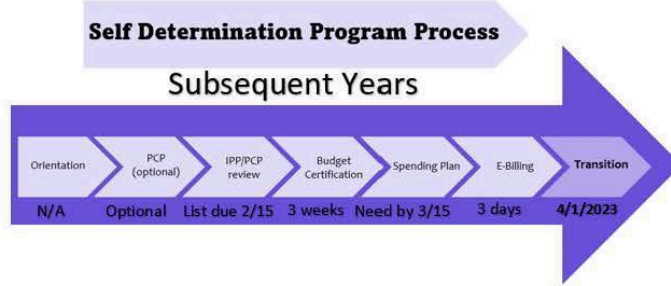 Self Determination Program Process
Subsequent Years
Orientation
PCP
(optional)
IPP/PCP
review
Budget
Certification
Spending Plan
E-Billing
Transition
N/A
Optional
List due 2/15
3 weeks
Need by 3/15
3 days
4/1/2023